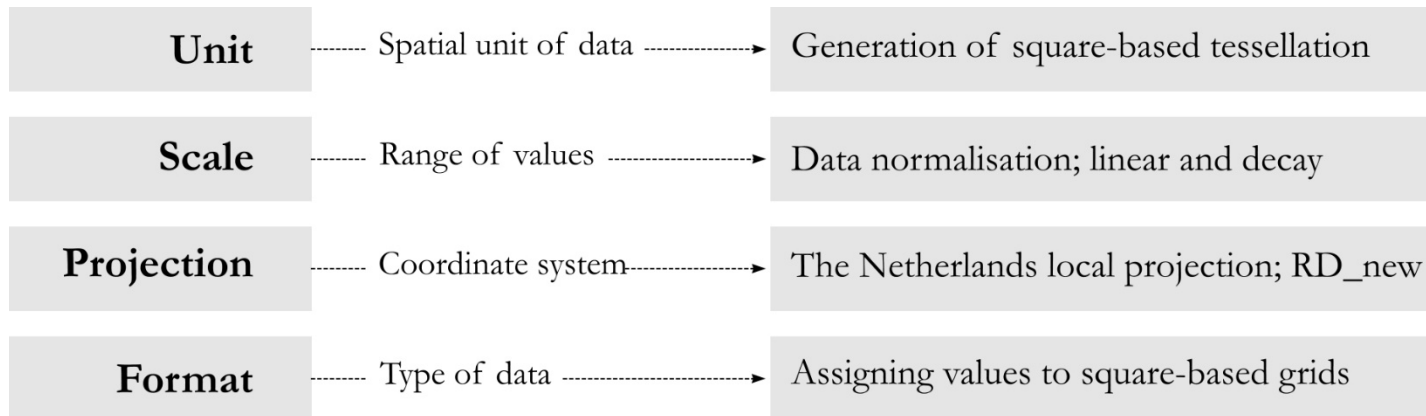 Unit Spatial unit of data Generation of square-based tessellation
Scale Range of values Data normalisation; linear and decay
Projection Coordinate system The Netherlands local projection; RD_new
Format Type of data Assigning values to square-based grids